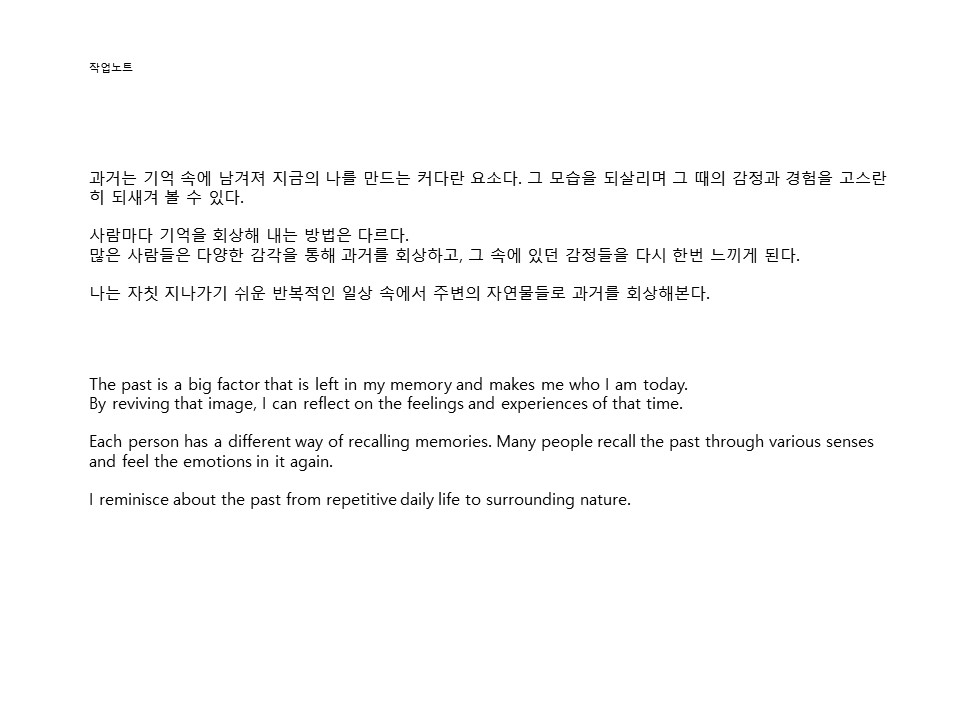 작업노트
과거는 기억 속에 남겨져 지금의 나를 만드는 커다란 요소다. 그 모습을 되살리며 그 때의 감정과 경험을 고스란
히 되새겨 볼 수 있다.
사람마다 기억을 회상해 내는 방법은 다르다.
많은 사람들은 다양한 감각을 통해 과거를 회상하고, 그 속에 있던 감정들을 다시 한번 느끼게 된다.
나는 자칫 지나가기 쉬운 반복적인 일상 속에서 주변의 자연물들로 과거를 회상해본다.
The past is a big factor that is left in my memory and makes me who I am today.
By reviving that image, I can reflect on the feelings and experiences of that time.
Each person has a different way of recalling memories. Many people recall the past through various senses
and feel the emotions in it again.
I reminisce about the past from repetitive daily life to surrounding nature.